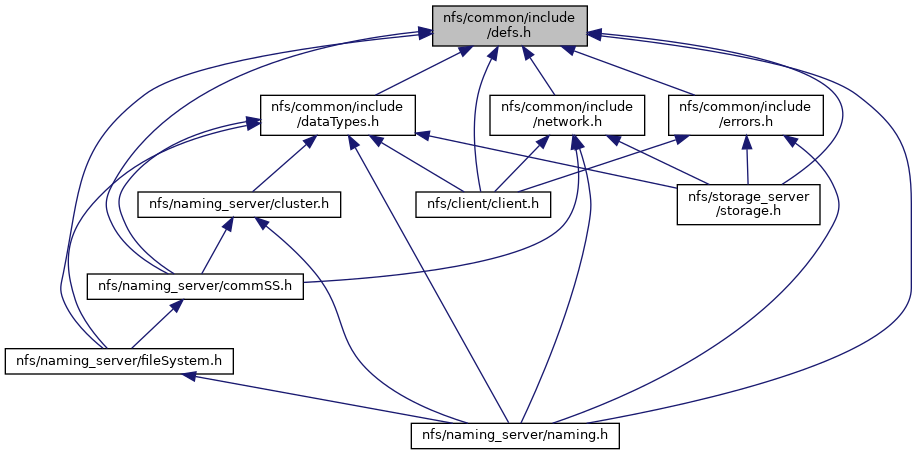 nfs/common/include
/defs.h
nfs/common/include
/dataTypes.h
nfs/common/include
/network.h
nfs/common/include
/errors.h
nfs/naming_server/cluster.h
nfs/client/client.h
nfs/storage_server
/storage.h
nfs/naming_server/commSS.h
nfs/naming_server/fileSystem.h
nfs/naming_server/naming.h